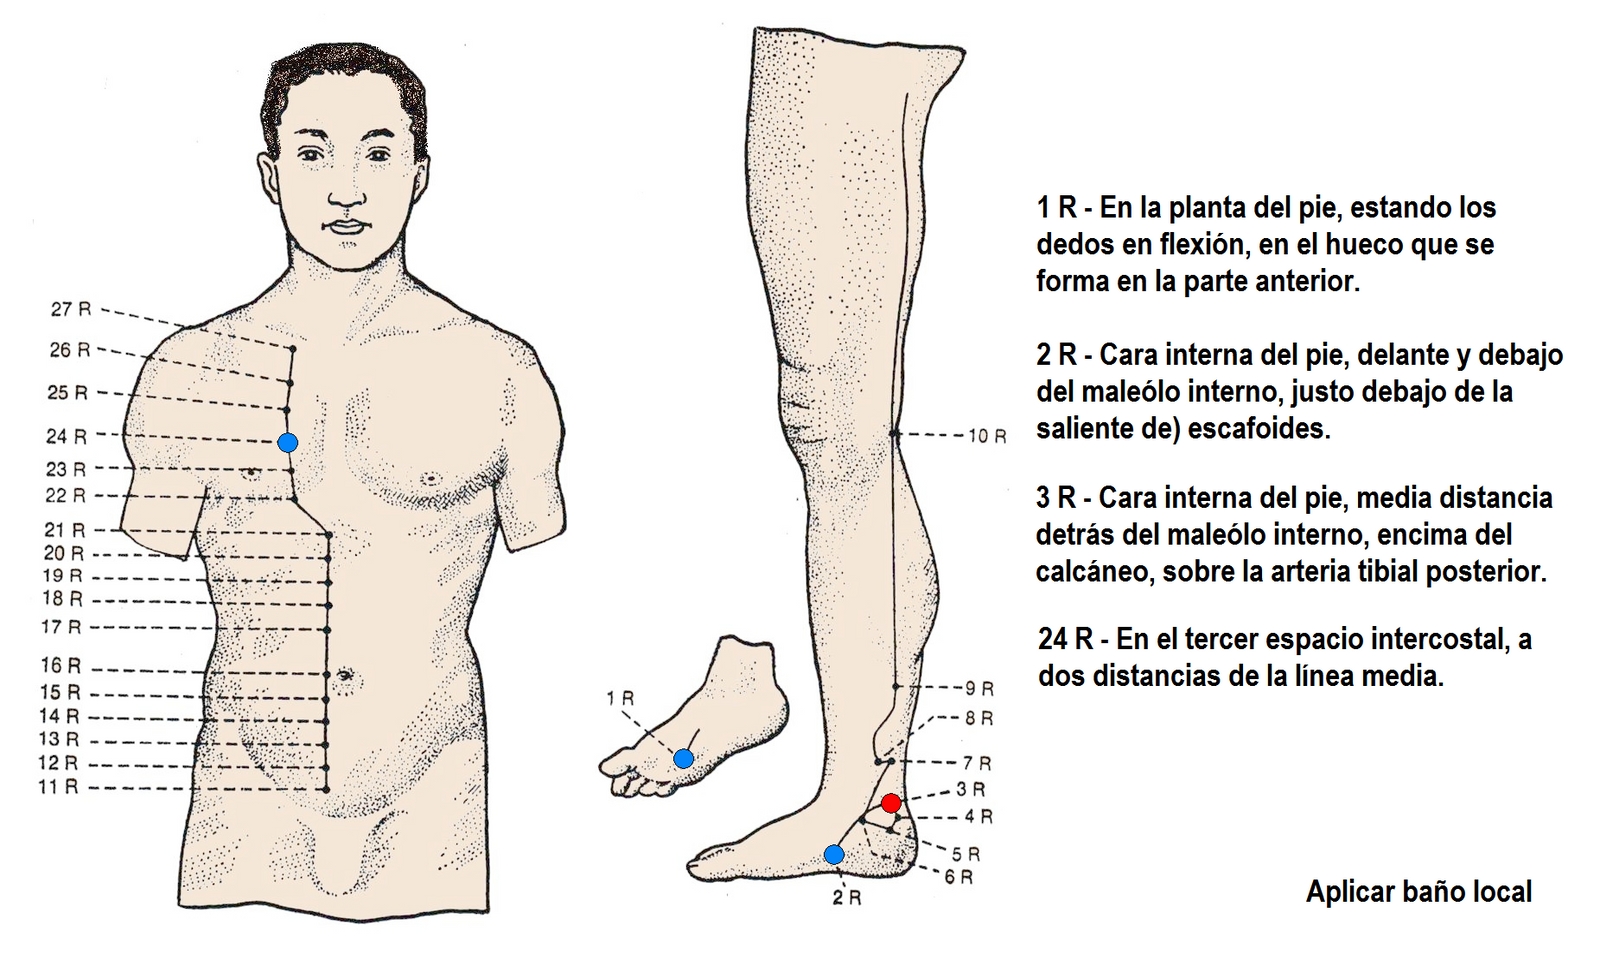 27 R
26 R
25 R
24 R
23 R
22 R
21 R
20 R
19 R
18 R
17 R
16 R
15 R
14 R
13 R
12 R
11 R
1 R
10 R
9 R
8 R
7 R
3 R
4 R
5 R
6 R
2 R
1 R - En la planta del pie, estando los
dedos en flexión, en el hueco que se
forma en la parte anterior.
2 R - Cara interna del pie, delante y debajo
del maleólo interno, justo debajo de la
saliente de) escafoides.
3 R - Cara interna del pie, media distancia
detrás del maleólo interno, encima del
calcáneo, sobre la arteria tibial posterior.
24 R - En el tercer espacio intercostal, a
dos distancias de la línea media.
Aplicar baño local